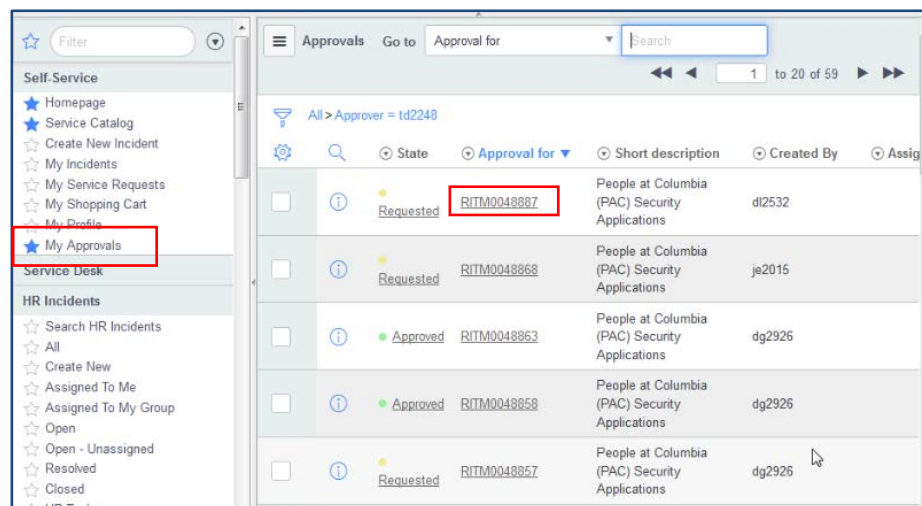 Filter
Self-Service
Homepage
Service Catalog
Create New Incident
My Incidents
My Service Requests
My Shopping Cart
My Profile
My Approvals
Service Desk
HR Incidents
Search HR Incidents
All
Create New
Assigned To Me
Assigned To My Group
Open
Open - Unassigned
Resolved
Closed
Approvals Go to Approval for Search
1 to 20 of 59
All > Approver = td2248
State Approval for Short description Created By Assig
Requested RITM0048887 People at Columbia
(PAC) Security
Applications dl2532
Requested RITM0048868 People at Columbia
(PAC) Security
Applications je2015
Approved RITM0048863 People at Columbia
(PAC) Security
Applications dg2926
Approved RITM0048858 People at Columbia
(PAC) Security
Applications dg2926
Requested RITM0048857 People at Columbia
(PAC) Security
Applications dg2926